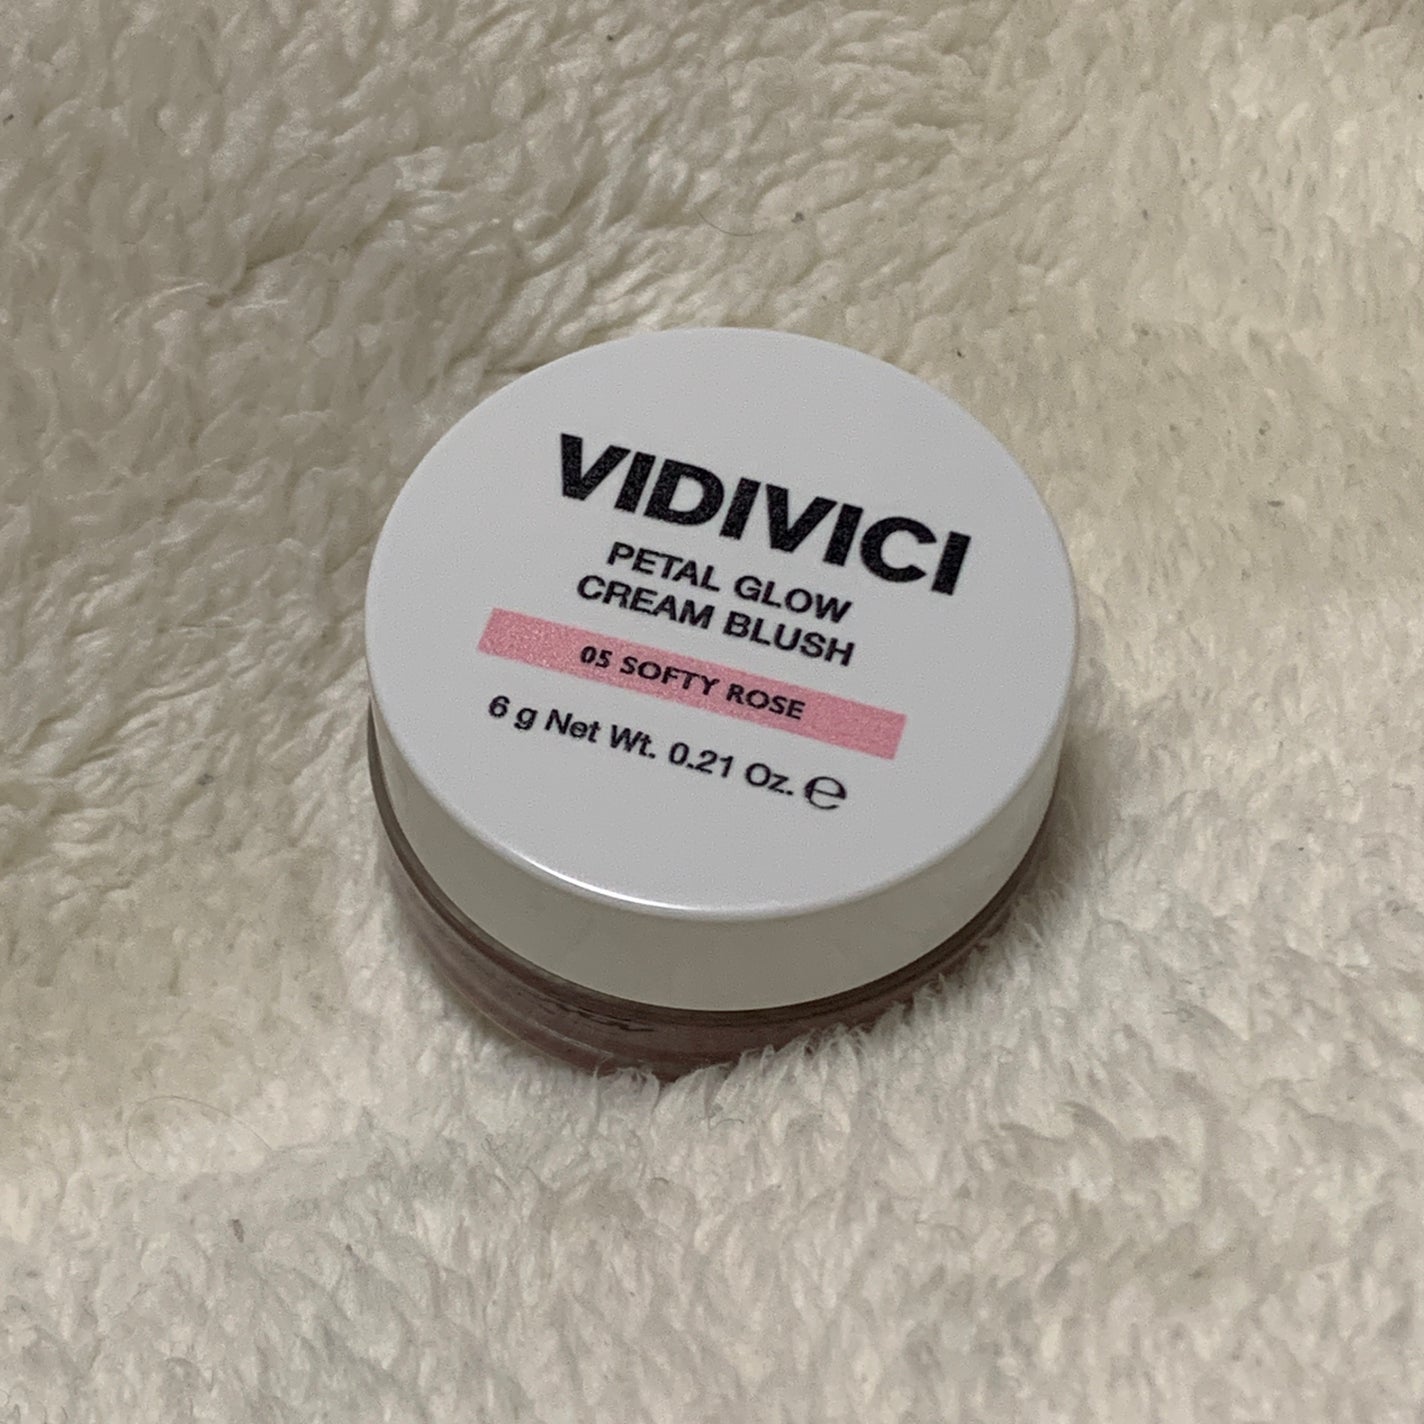 VIDIVICI
PETAL GLOW
CREAM BLUSH
05 SOFTY ROSE
6 g Net Wt. 0.21 Oz. ℮